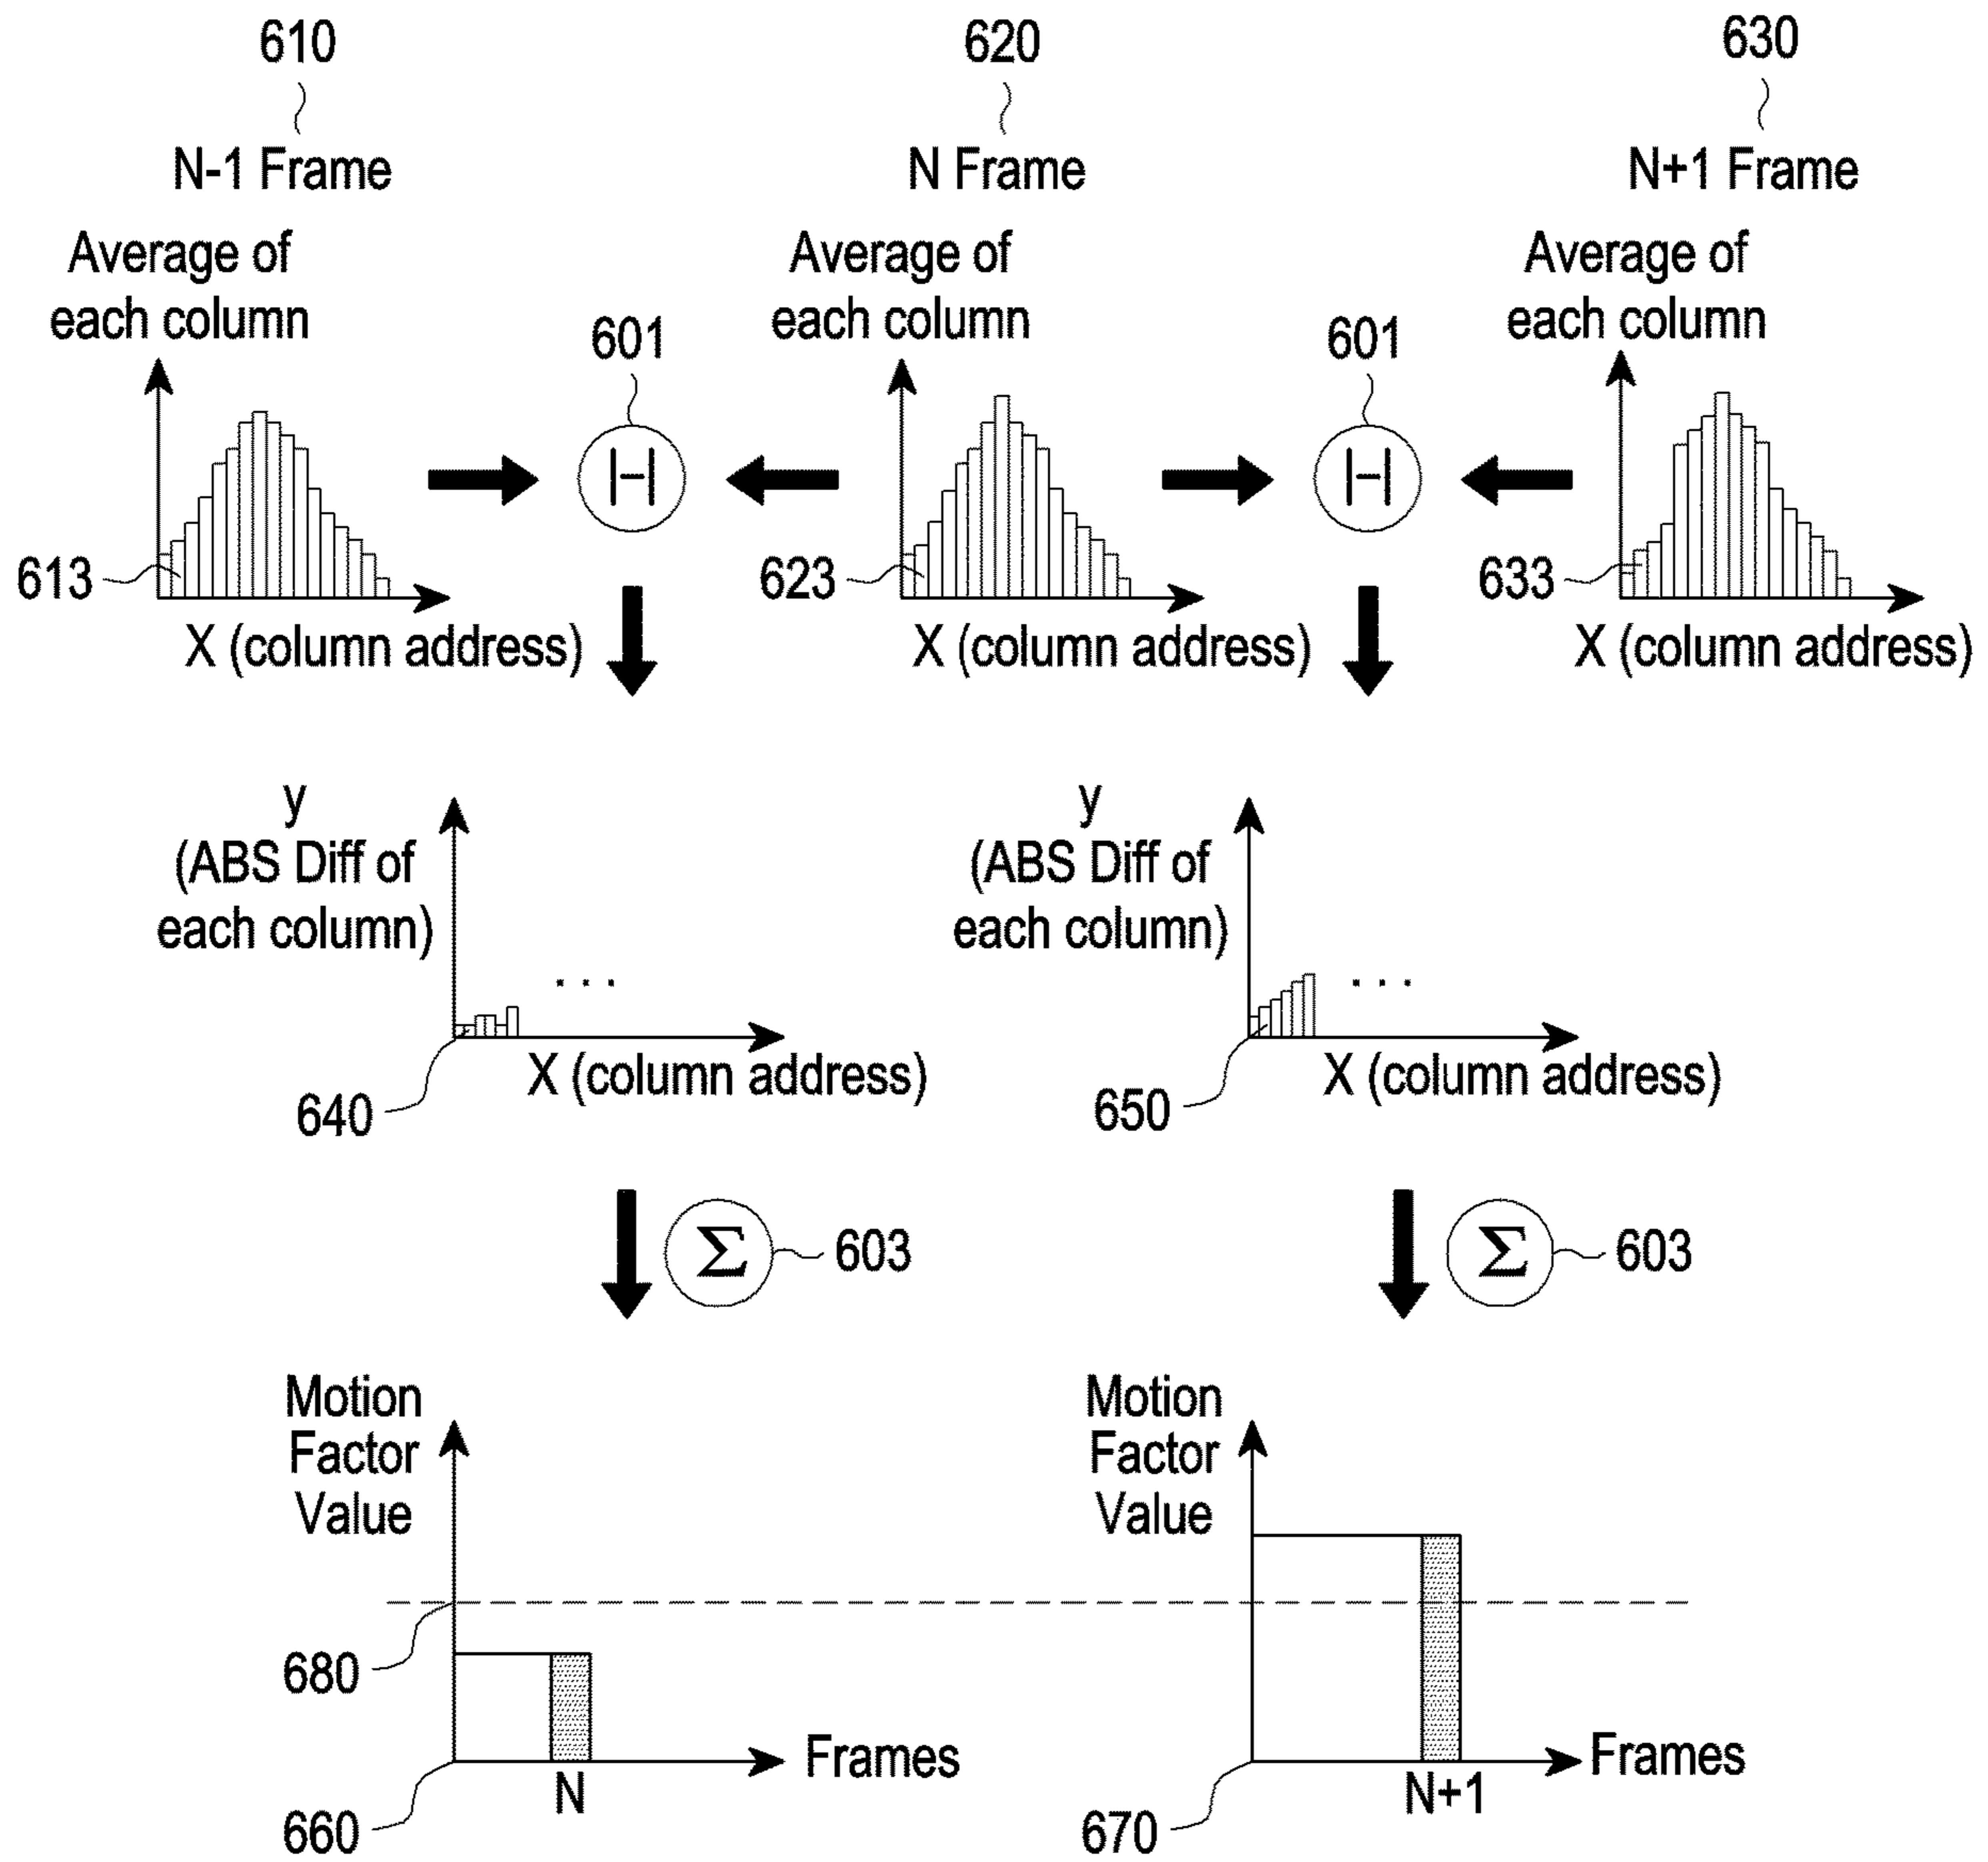 610
620
630
N-1 Frame
N Frame
N+1 Frame
Average of
each column
Average of
each column
Average of
each column
601
601
|-|
|-|
613
623
633
X (column address)
X (column address)
X (column address)
y
(ABS Diff of
each column)
y
(ABS Diff of
each column)
. . .
. . .
X (column address)
X (column address)
640
650
Σ
603
Σ
603
Motion
Factor
Value
Motion
Factor
Value
680
Frames
Frames
N
N+1
660
670